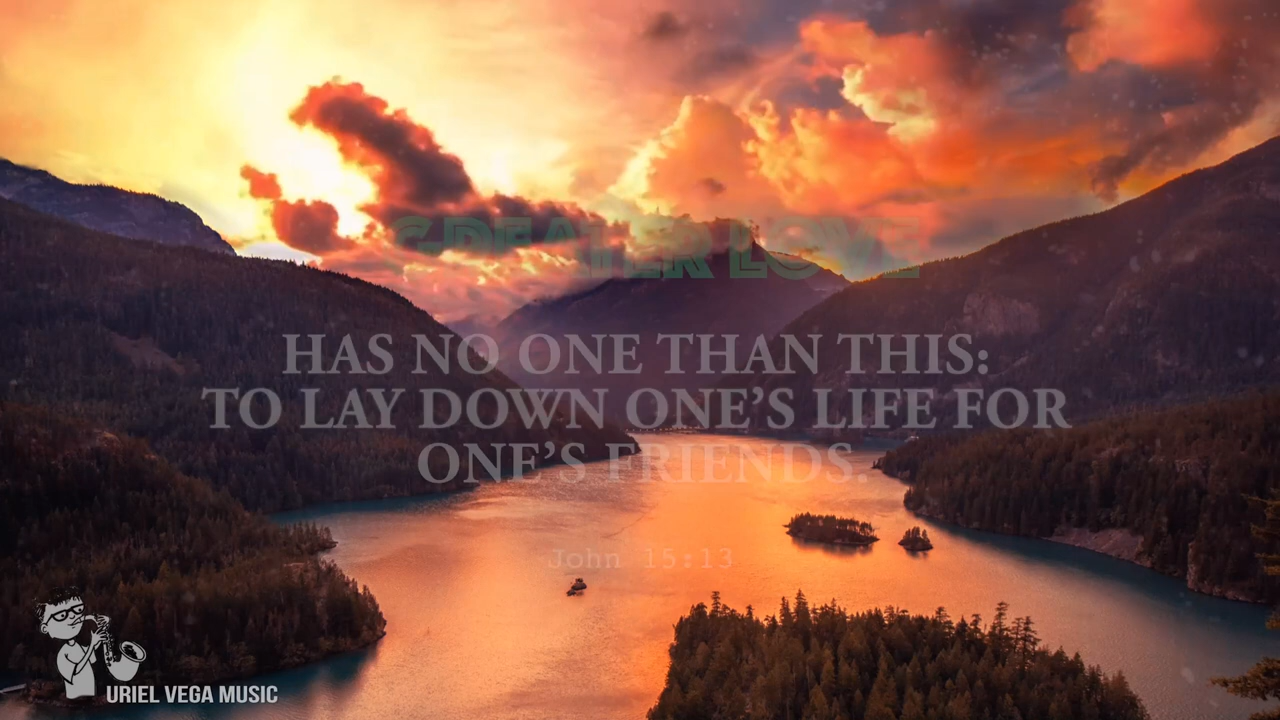 GREATER LOVE
HAS NO ONE THAN THIS:
TO LAY DOWN ONE’S LIFE FOR
ONE’S FRIENDS.
John 15:13
URIEL VEGA MUSIC